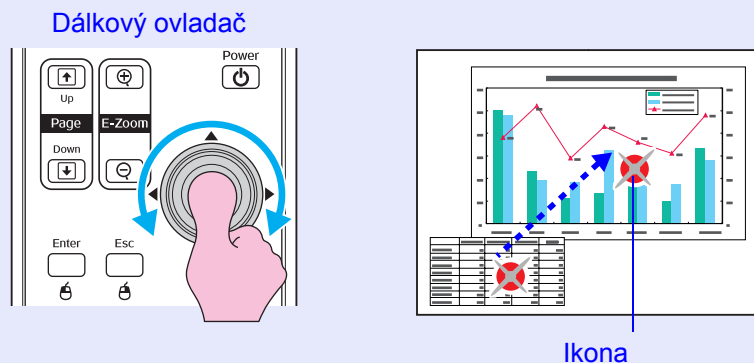 Dálkový ovladač
Power
Up
Page
E-Zoom
Down
Enter
Esc
Ikona